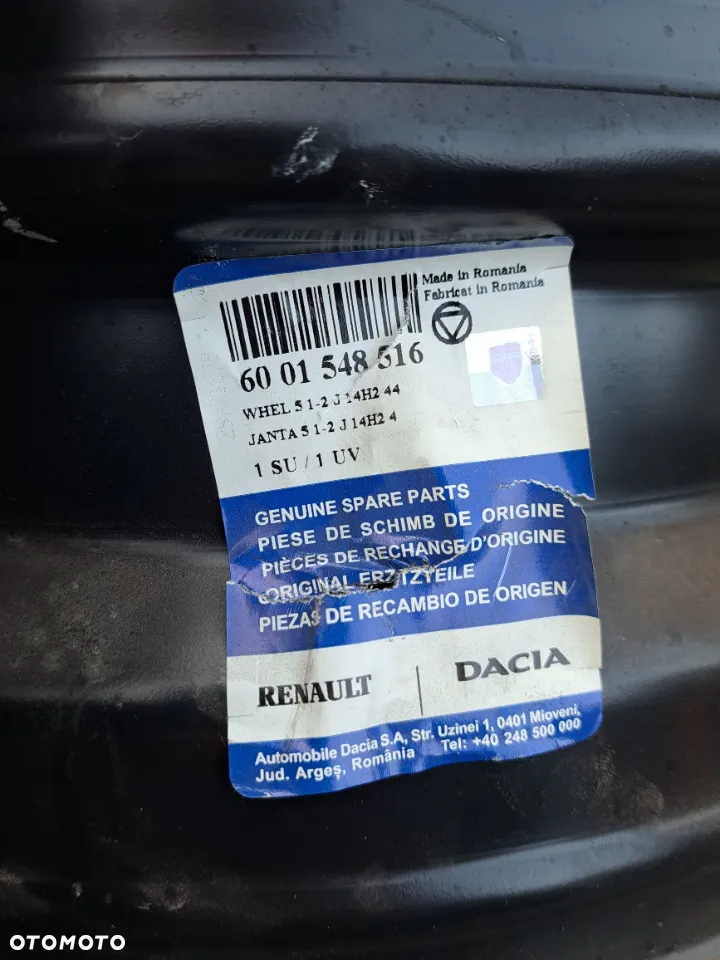 Made in Romania
Fabricat in Romania
60 01 548 516
WHEL 5 1-2 J 14H2 44
JANTA 5 1-2 J 14H2 4
1 SU / 1 UV
GENUINE SPARE PARTS
PIESE DE SCHIMB DE ORIGINE
PIÈCES DE RECHANGE D'ORIGINE
ORIGINAL ERZTZTEILE
PIEZAS DE RECAMBIO DE ORIGEN
RENAULT | DACIA
Automobile Dacia S.A, Str. Uzinei 1, 0401 Mioveni,
Jud. Argeș, România Tel: +40 248 500 000
OTOMOTO